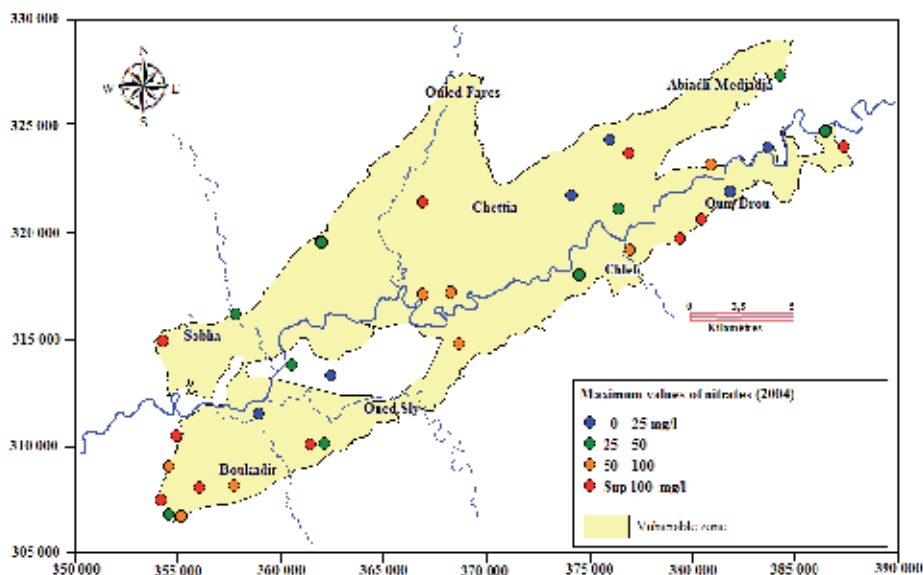 330 000
N
W E
S
Ouled Fares
Abiadh Medjadja
325 000
Chettia
Oum Drou
320 000
Chlef
0 2,5 5
Kilometres
315 000
Sobha
Maximum values of nitrates (2004)
0 25 mg/l
25 50
50 100
Sup 100 mg/l
Vulnerable zone
Oued Sly
310 000
Boukadir
305 000
350 000 355 000 360 000 365 000 370 000 375 000 380 000 385 000 390 000